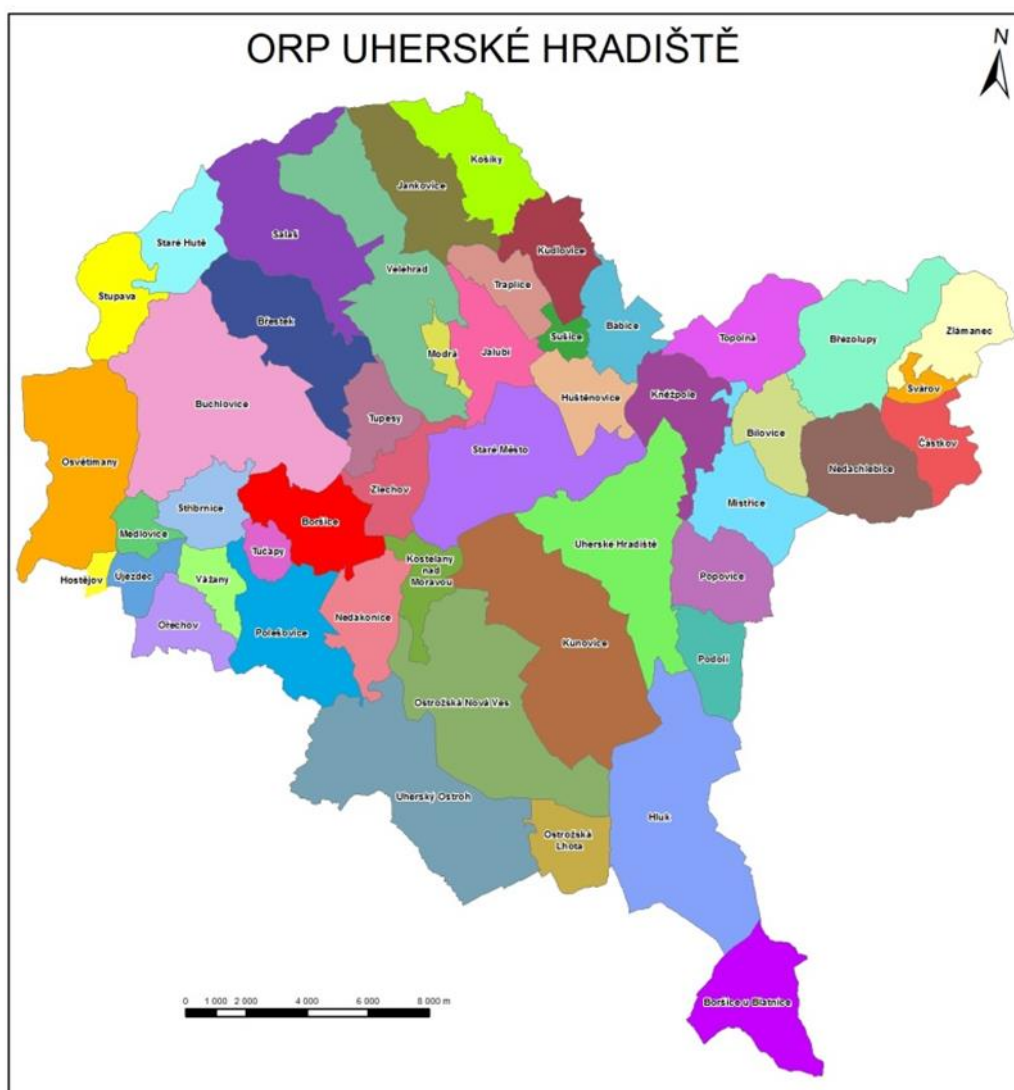 ORP UHERSKÉ HRADIŠTĚ
N
Košíky
Jankovice
Salaš
Staré Hutě
Kudlovice
Velehrad
Traplice
Stupava
Břestek
Sušice
Babice
Topolná
Březolupy
Zlámanec
Modrá
Jalubí
Svárov
Huštěnovice
Kněžpole
Buchlovice
Tupesy
Bílovice
Částkov
Staré Město
Osvětimany
Nedachlebice
Zlechov
Stříbrnice
Mistřice
Boršice
Medlovice
Tučapy
Uherské Hradiště
Kostelany
nad
Moravou
Hostějov
Újezdec
Vážany
Popovice
Nedakonice
Ořechov
Polešovice
Kunovice
Podolí
Ostrožská Nová Ves
Uherský Ostroh
Hluk
Ostrožská
Lhota
Boršice u Blatnice
0 1 000 2 000 4 000 6 000 8 000 m